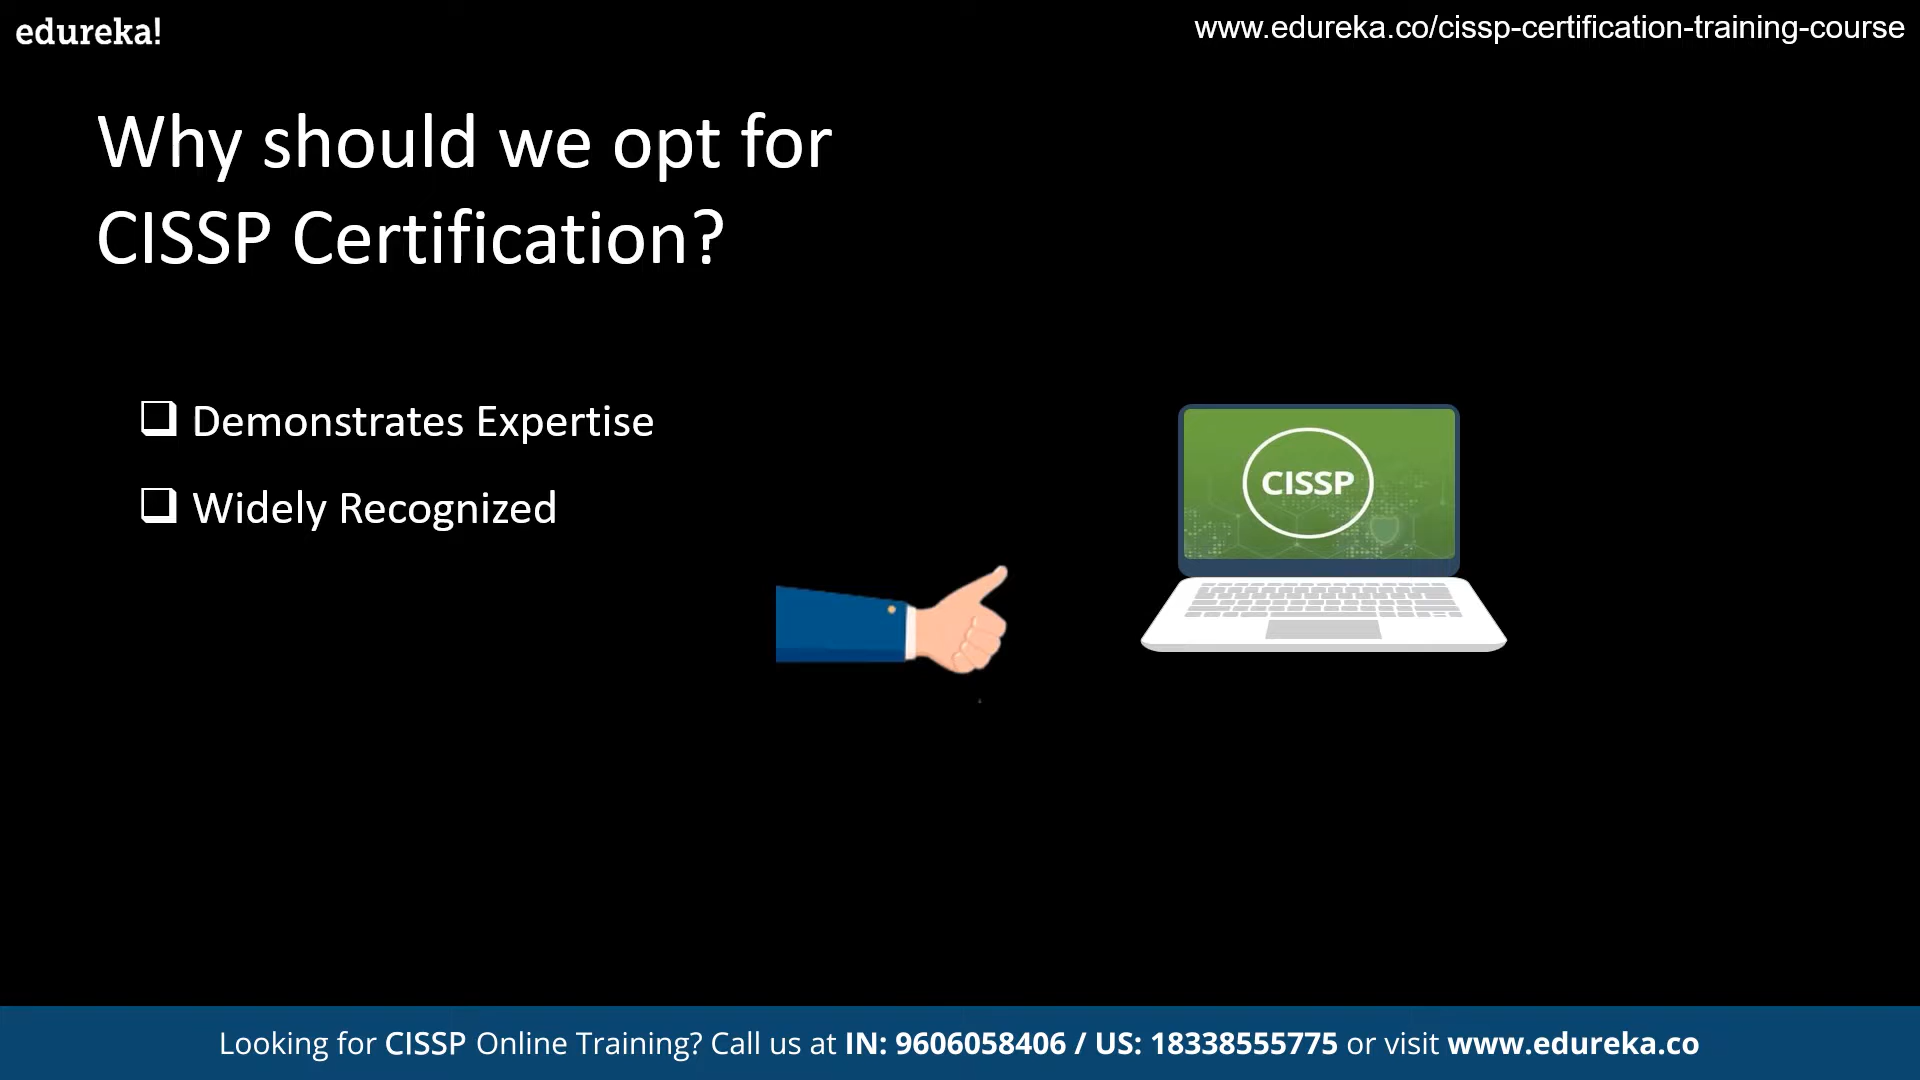 edureka!
www.edureka.co/cissp-certification-training-course
Why should we opt for
CISSP Certification?
Demonstrates Expertise
Widely Recognized
CISSP
Looking for CISSP Online Training? Call us at IN: 9606058406 / US: 18338555775 or visit www.edureka.co